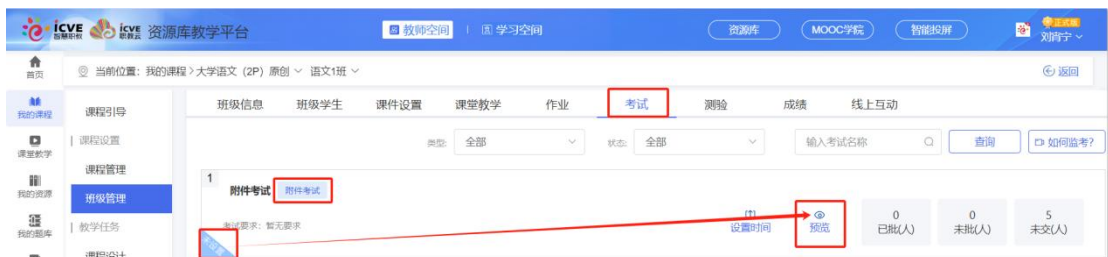 icve 智慧职教 icve 职教云 资源库教学平台 教师空间 学习空间 资源库 MOOC学院 智能投屏 正式版 刘肖宁
首页 当前位置：我的课程>大学语文（2P）原创 语文1班 返回
我的课程 课程引导 班级信息 班级学生 课件设置 课堂教学 作业 考试 测验 成绩 线上互动
课堂教学 课程设置 类型: 全部 状态: 全部 输入考试名称 查询 如何监考?
我的资源 课程管理
班级管理
1
附件考试 附件考试
我的题库 教学任务 考试要求：暂无要求
未设置
设置时间 预览
0 已批(人)
0 未批(人)
5 未交(人)
课程设计